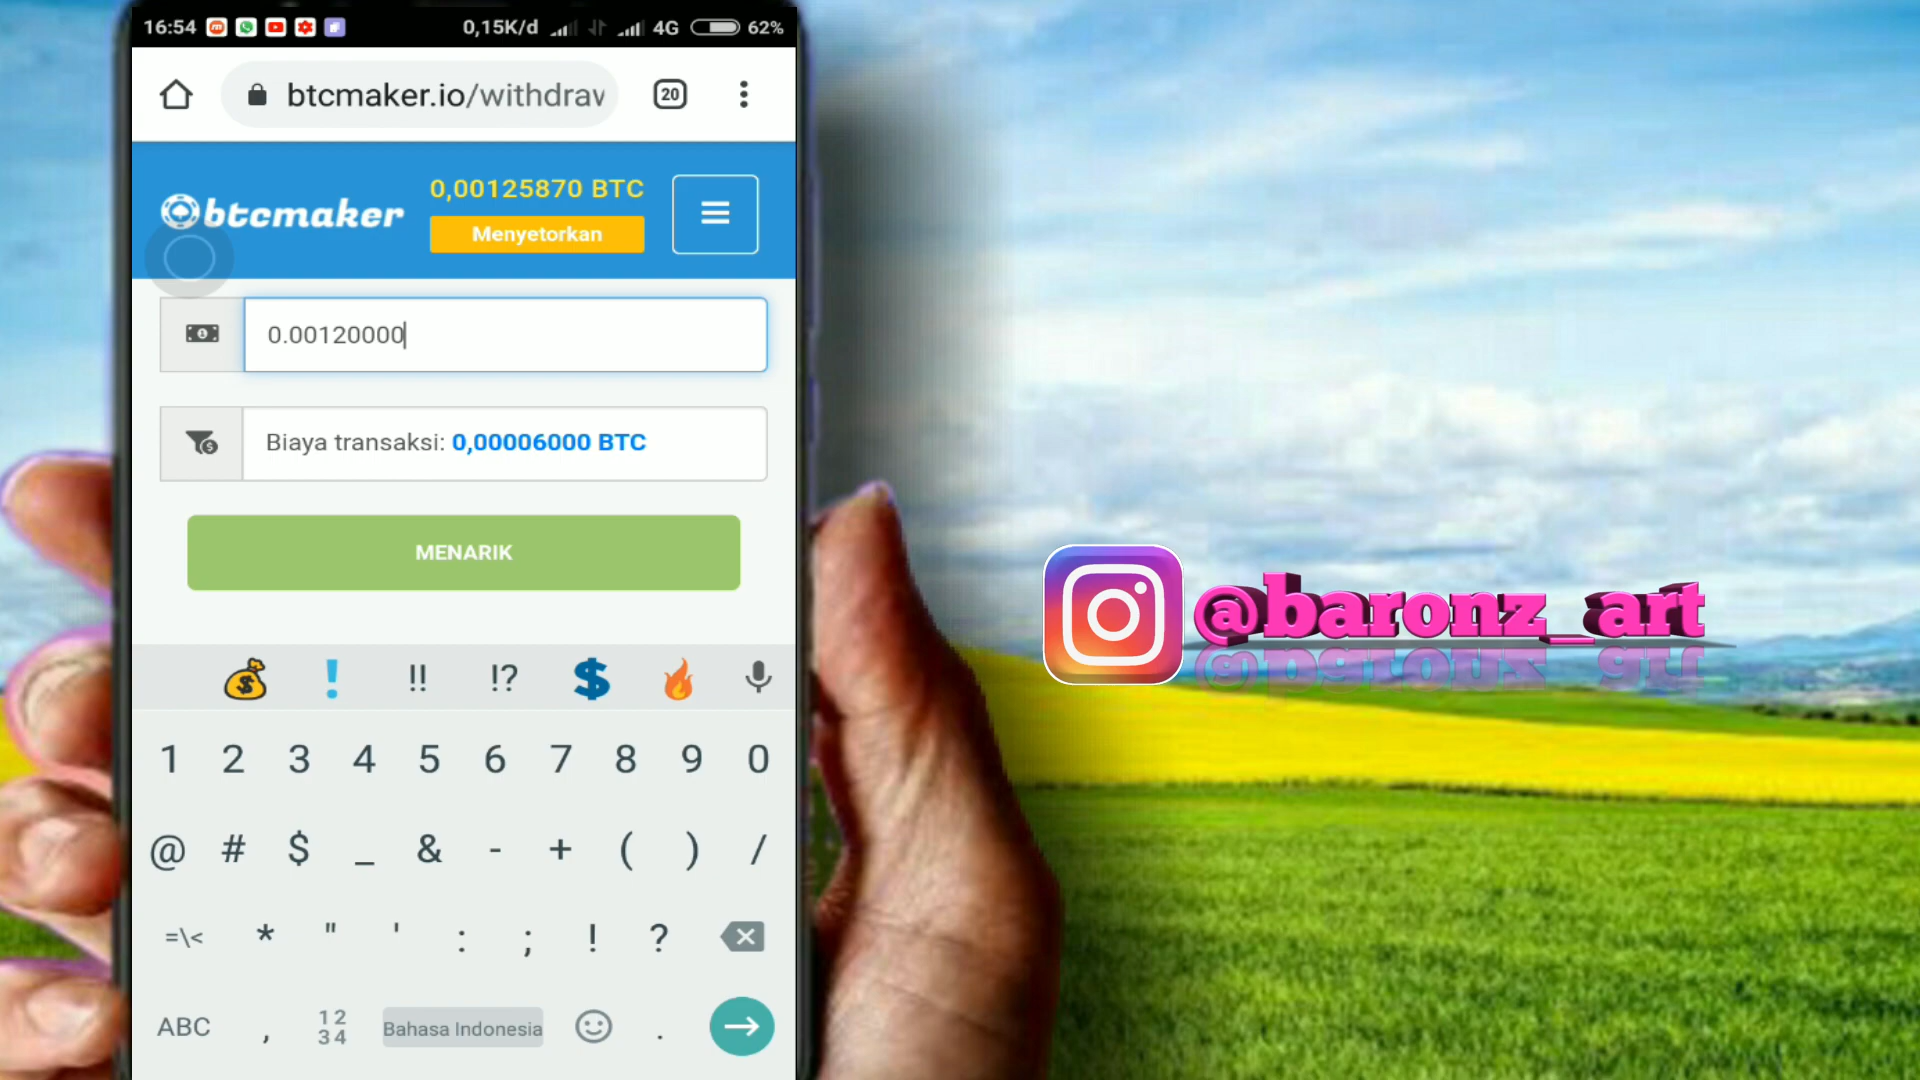 16:54
0,15K/d
4G
62%
btcmaker.io/withdraw
20
btcmaker
0,00125870 BTC
Menyetorkan
0.00120000
Biaya transaksi: 0,00006000 BTC
MENARIK
! !! !? $
1 2 3 4 5 6 7 8 9 0
@ # $ _ & - + ( ) /
=\< * " ' : ; ! ?
ABC , 12 34 Bahasa Indonesia .
@baronz_art